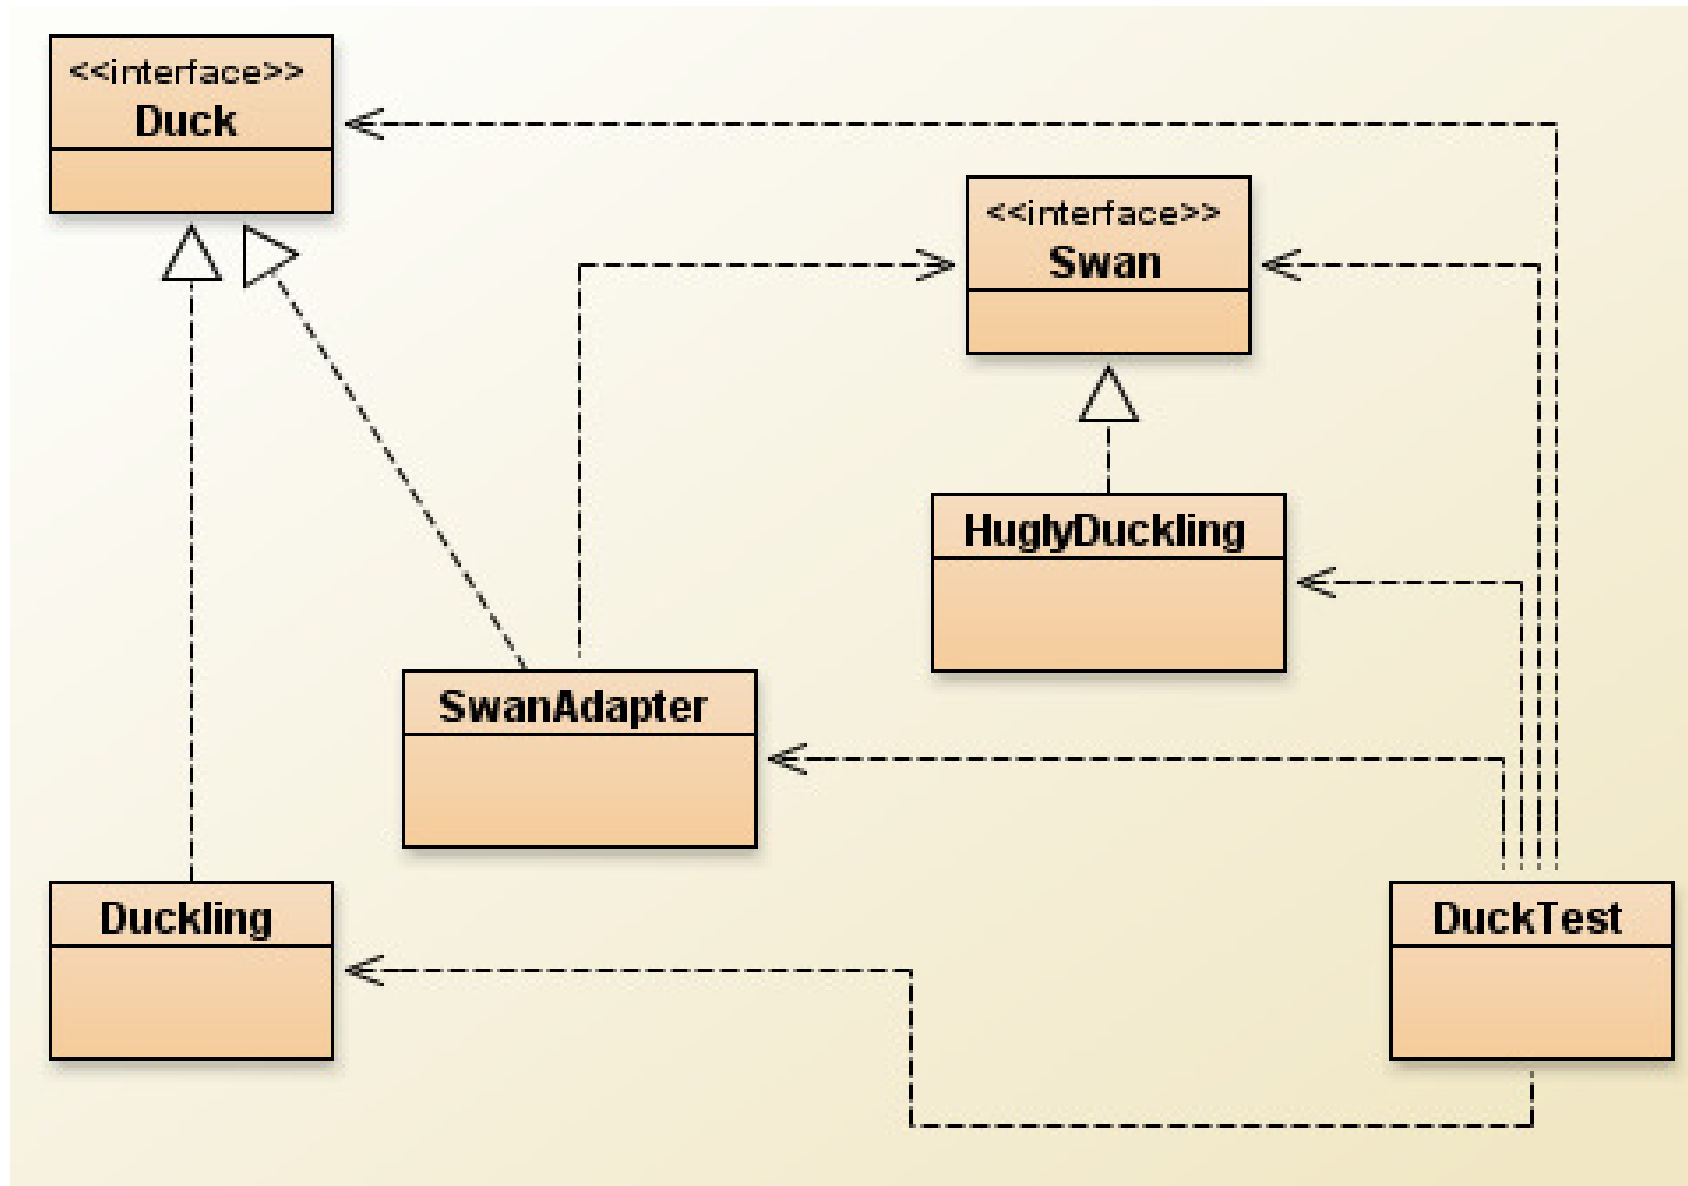 <<interface>>
Duck
<<interface>>
Swan
HuglyDuckling
SwanAdapter
Duckling
DuckTest